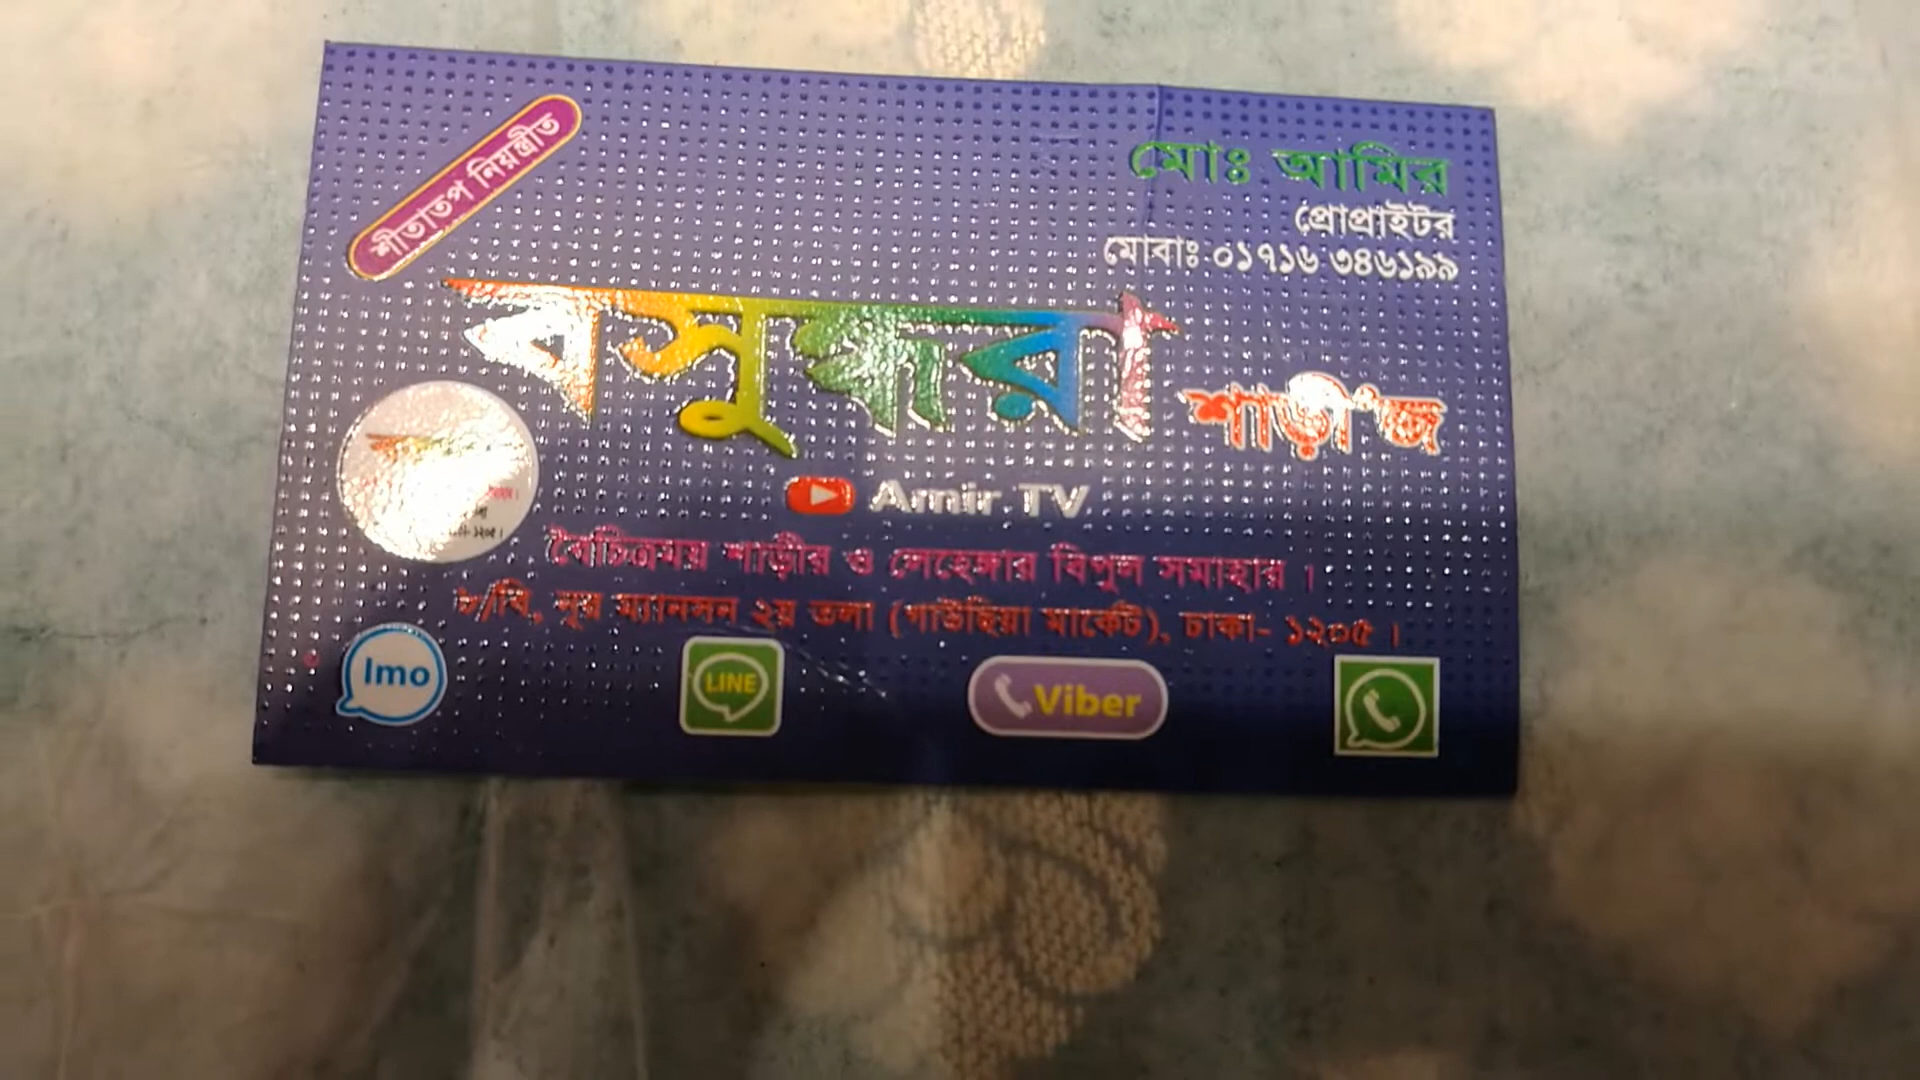 শীতাতপ নিয়ন্ত্রীত
মোঃ আমির
প্রোপ্রাইটর
মোবাঃ ০১৭১৬ ৩৪৬১৯৯
বসুন্ধরা শাড়ী'জ
Amir TV
বৈচিত্রময় শাড়ীর ও লেহেঙ্গার বিপুল সমাহার ।
৮/বি, নূর ম্যানসন ২য় তলা (গাউছিয়া মার্কেট), ঢাকা- ১২০৫ ।
Imo
LINE
Viber